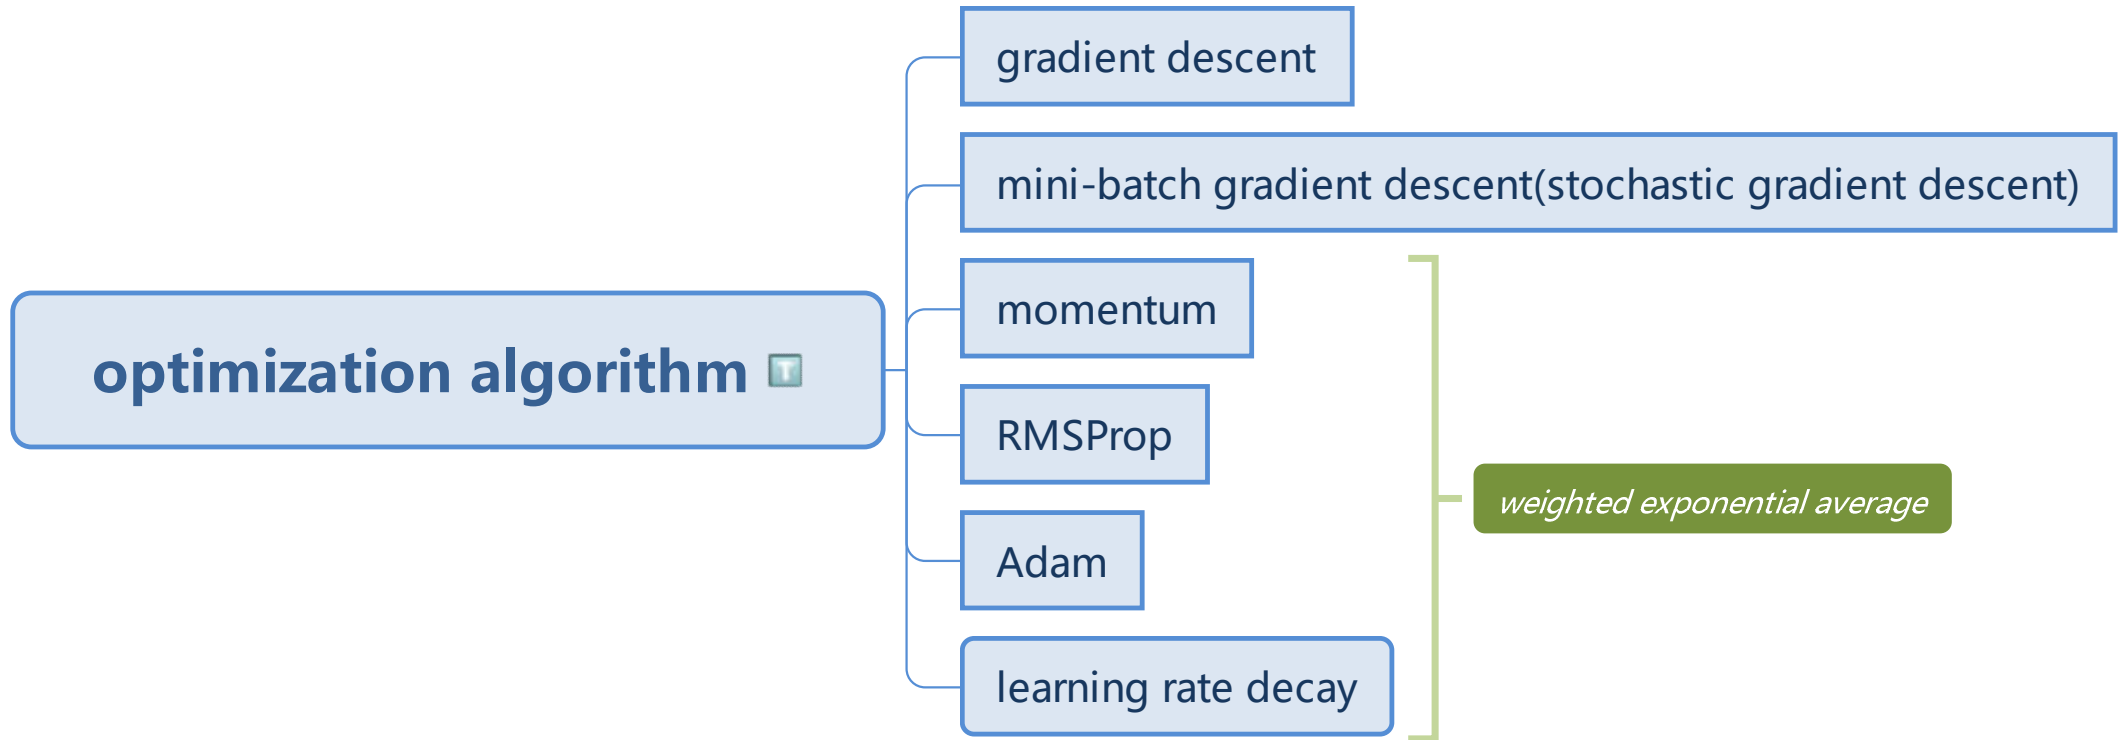 gradient descent
mini-batch gradient descent(stochastic gradient descent)
momentum
optimization algorithm T
RMSProp
weighted exponential average
Adam
learning rate decay